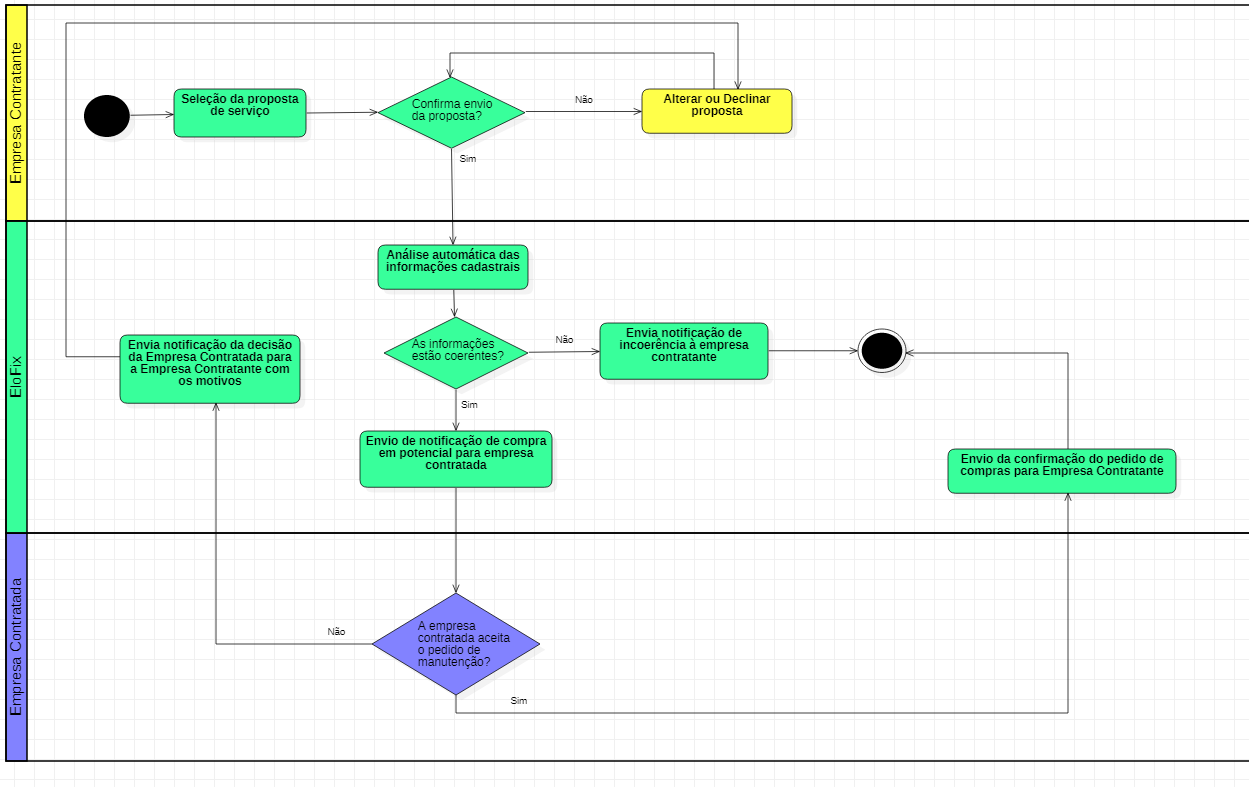 Empresa Contratante
Seleção da proposta
de serviço
Confirma envio
da proposta?
Não
Alterar ou Declinar
proposta
Sim
EloFix
Análise automática das
informações cadastrais
Envia notificação da decisão
da Empresa Contratada para
a Empresa Contratante com
os motivos
As informações
estão coerentes?
Não
Envia notificação de
incoerência à empresa
contratante
Sim
Envio de notificação de compra
em potencial para empresa
contratada
Envio da confirmação do pedido de
compras para Empresa Contratante
Empresa Contratada
Não
A empresa
contratada aceita
o pedido de
manutenção?
Sim